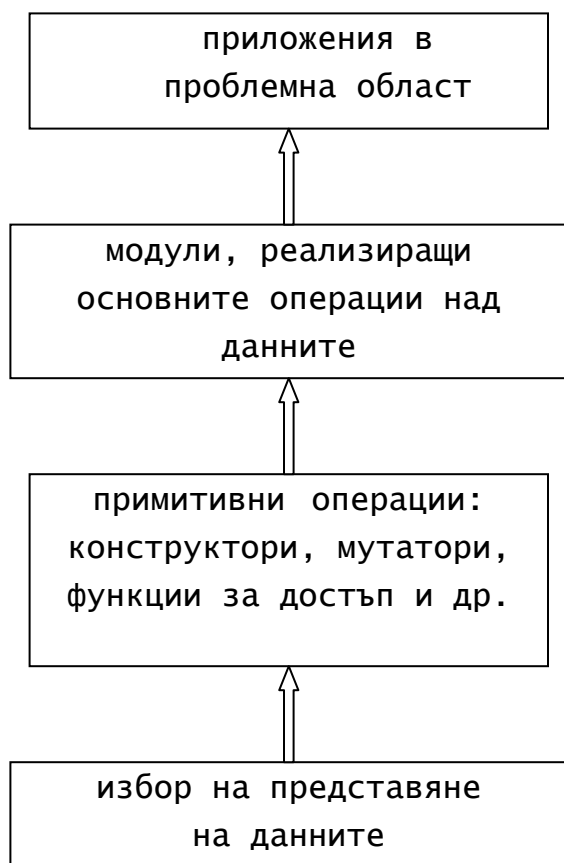 приложения в
проблемна област
модули, реализиращи
основните операции над
данните
примитивни операции:
конструктори, мутатори,
функции за достъп и др.
избор на представяне
на данните